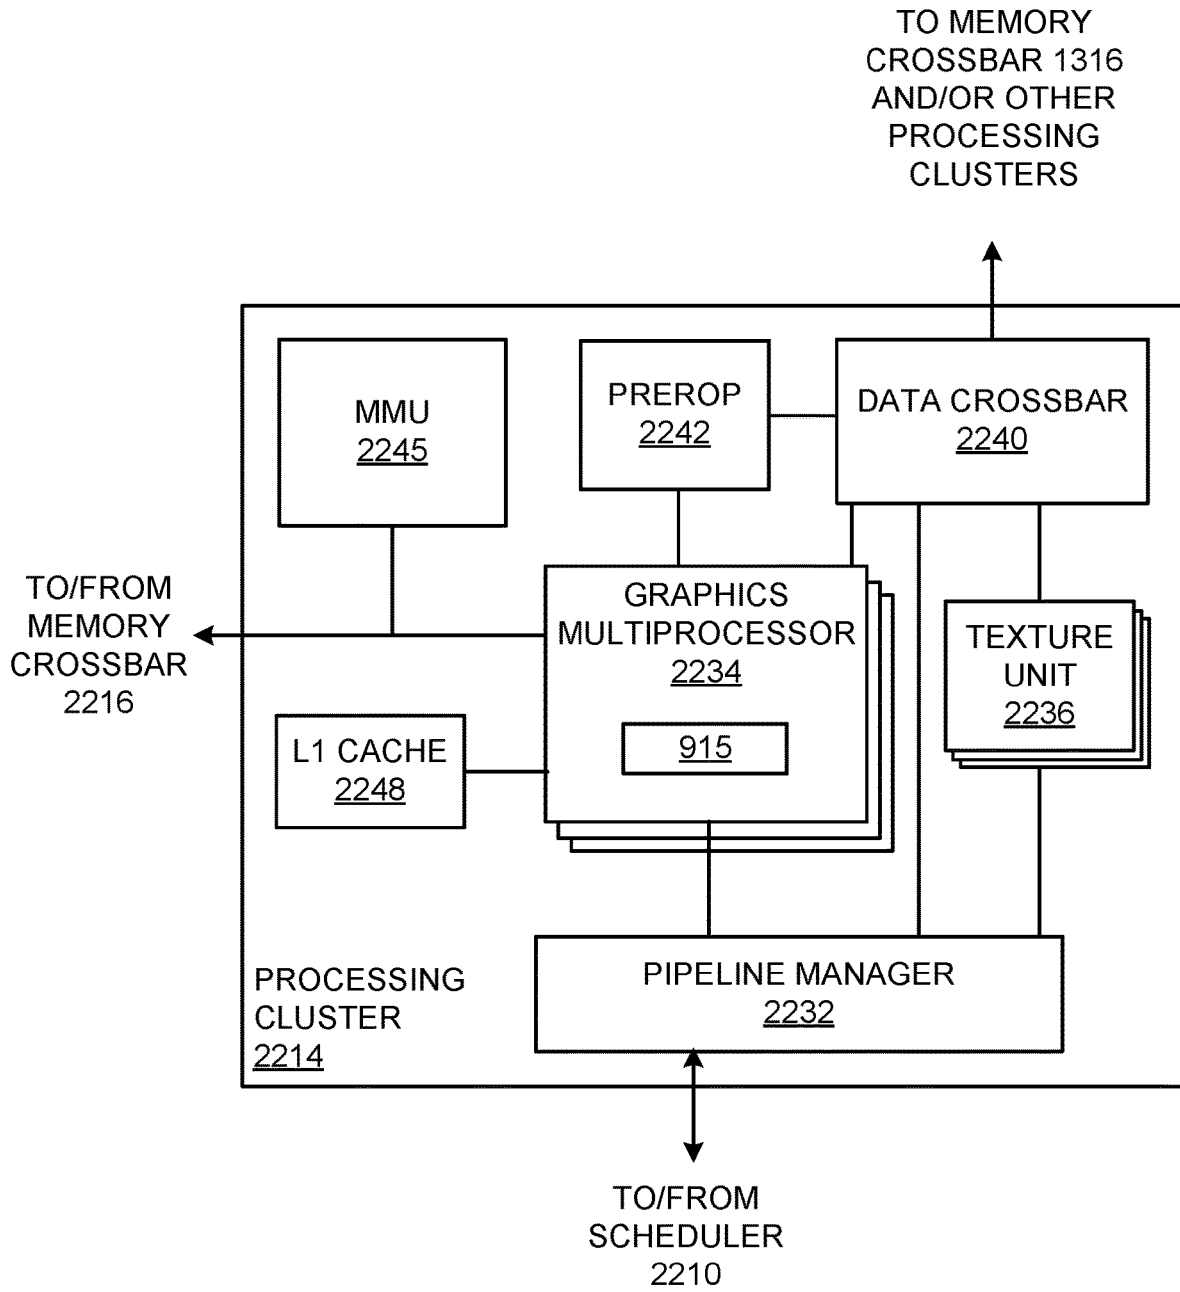 TO MEMORY
CROSSBAR 1316
AND/OR OTHER
PROCESSING
CLUSTERS
MMU
2245
PREROP
2242
DATA CROSSBAR
2240
TO/FROM
MEMORY
CROSSBAR
2216
GRAPHICS
MULTIPROCESSOR
2234
915
TEXTURE
UNIT
2236
L1 CACHE
2248
PIPELINE MANAGER
2232
PROCESSING
CLUSTER
2214
TO/FROM
SCHEDULER
2210